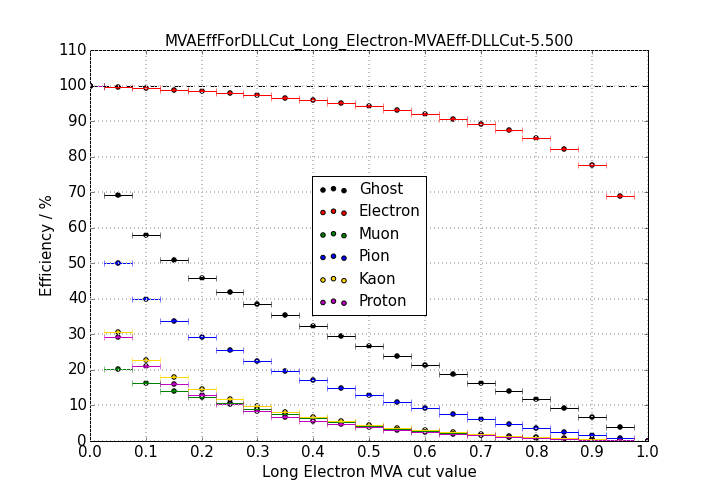 MVAEffForDLLCut_Long_Electron-MVAEff-DLLCut-5.500
110
100
90
80
70
60
50
40
30
20
10
0
Efficiency / %
Ghost
Electron
Muon
Pion
Kaon
Proton
0.0 0.1 0.2 0.3 0.4 0.5 0.6 0.7 0.8 0.9 1.0
Long Electron MVA cut value